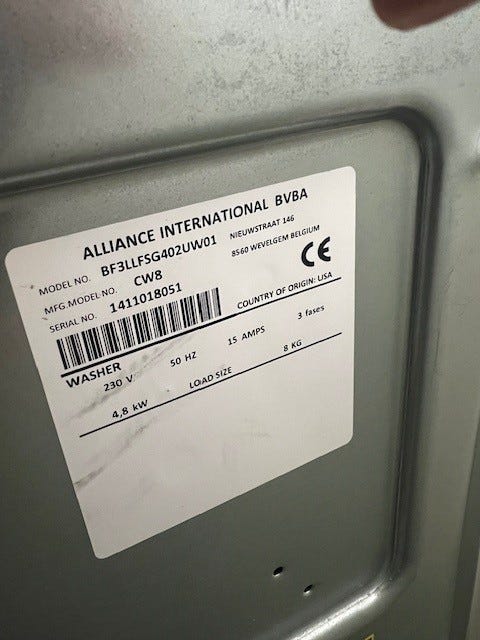 ALLIANCE INTERNATIONAL BVBA
MODEL NO. BF3LLFSG402UW01 NIEUWSTRAAT 146
MFG.MODEL NO. CW8 8560 WEVELGEM BELGIUM
SERIAL NO. 1411018051 CE
COUNTRY OF ORIGIN: USA
WASHER
230 V 50 HZ 15 AMPS 3 fases
4,8 kW LOAD SIZE 8 KG